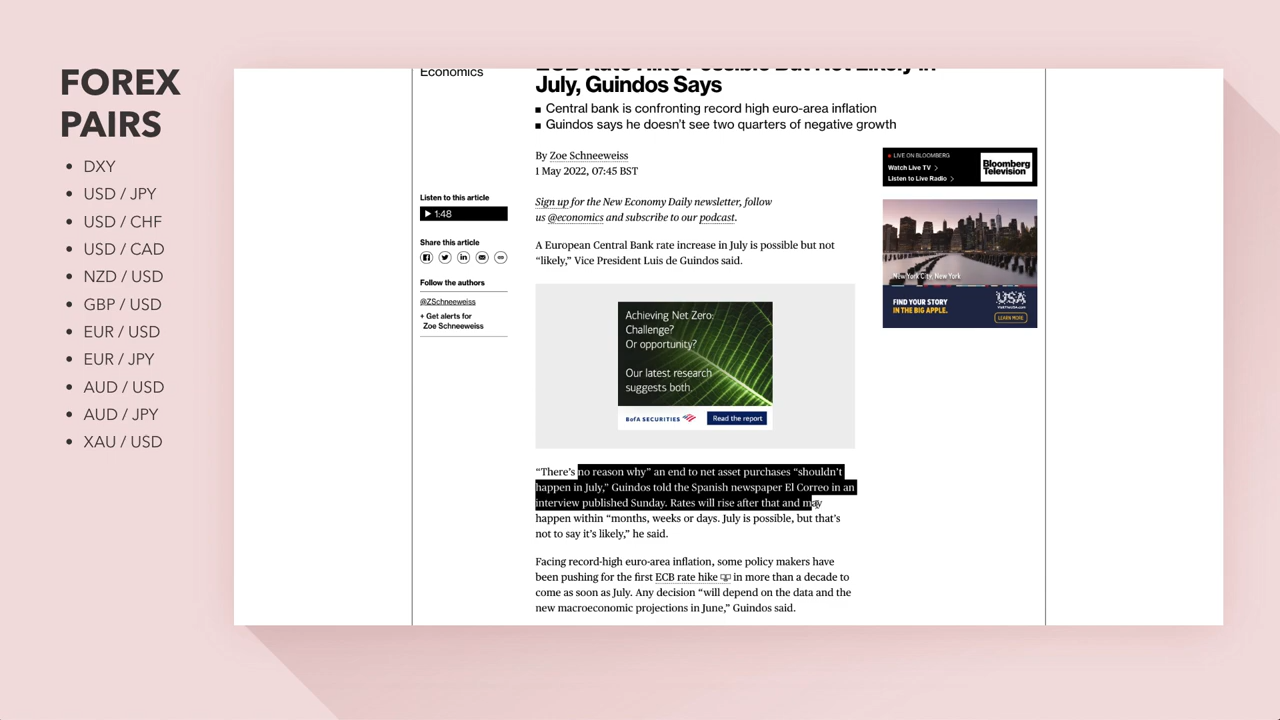 FOREX
PAIRS
• DXY
• USD / JPY
• USD / CHF
• USD / CAD
• NZD / USD
• GBP / USD
• EUR / USD
• EUR / JPY
• AUD / USD
• AUD / JPY
• XAU / USD
Economics
ECB Rate Hike Possible But Not Likely in
July, Guindos Says
■ Central bank is confronting record high euro-area inflation
■ Guindos says he doesn't see two quarters of negative growth
By Zoe Schneeweiss
1 May 2022, 07:45 BST
Listen to this article
1:48
Share this article
Follow the authors
@ZSchneeweiss
+ Get alerts for
Zoe Schneeweiss
Sign up for the New Economy Daily newsletter, follow
us @economics and subscribe to our podcast.
A European Central Bank rate increase in July is possible but not
“likely,” Vice President Luis de Guindos said.
Achieving Net Zero:
Challenge?
Or opportunity?
Our latest research
suggests both.
BofA SECURITIES
Read the report
“There’s no reason why” an end to net asset purchases “shouldn’t
happen in July,” Guindos told the Spanish newspaper El Correo in an
interview published Sunday. Rates will rise after that and may
happen within “months, weeks or days. July is possible, but that’s
not to say it’s likely,” he said.
Facing record-high euro-area inflation, some policy makers have
been pushing for the first ECB rate hike in more than a decade to
come as soon as July. Any decision “will depend on the data and the
new macroeconomic projections in June,” Guindos said.
LIVE ON BLOOMBERG
Watch Live TV >
Listen to Live Radio >
Bloomberg
Television
New York City, New York
FIND YOUR STORY
IN THE BIG APPLE.
USA
LEARN MORE